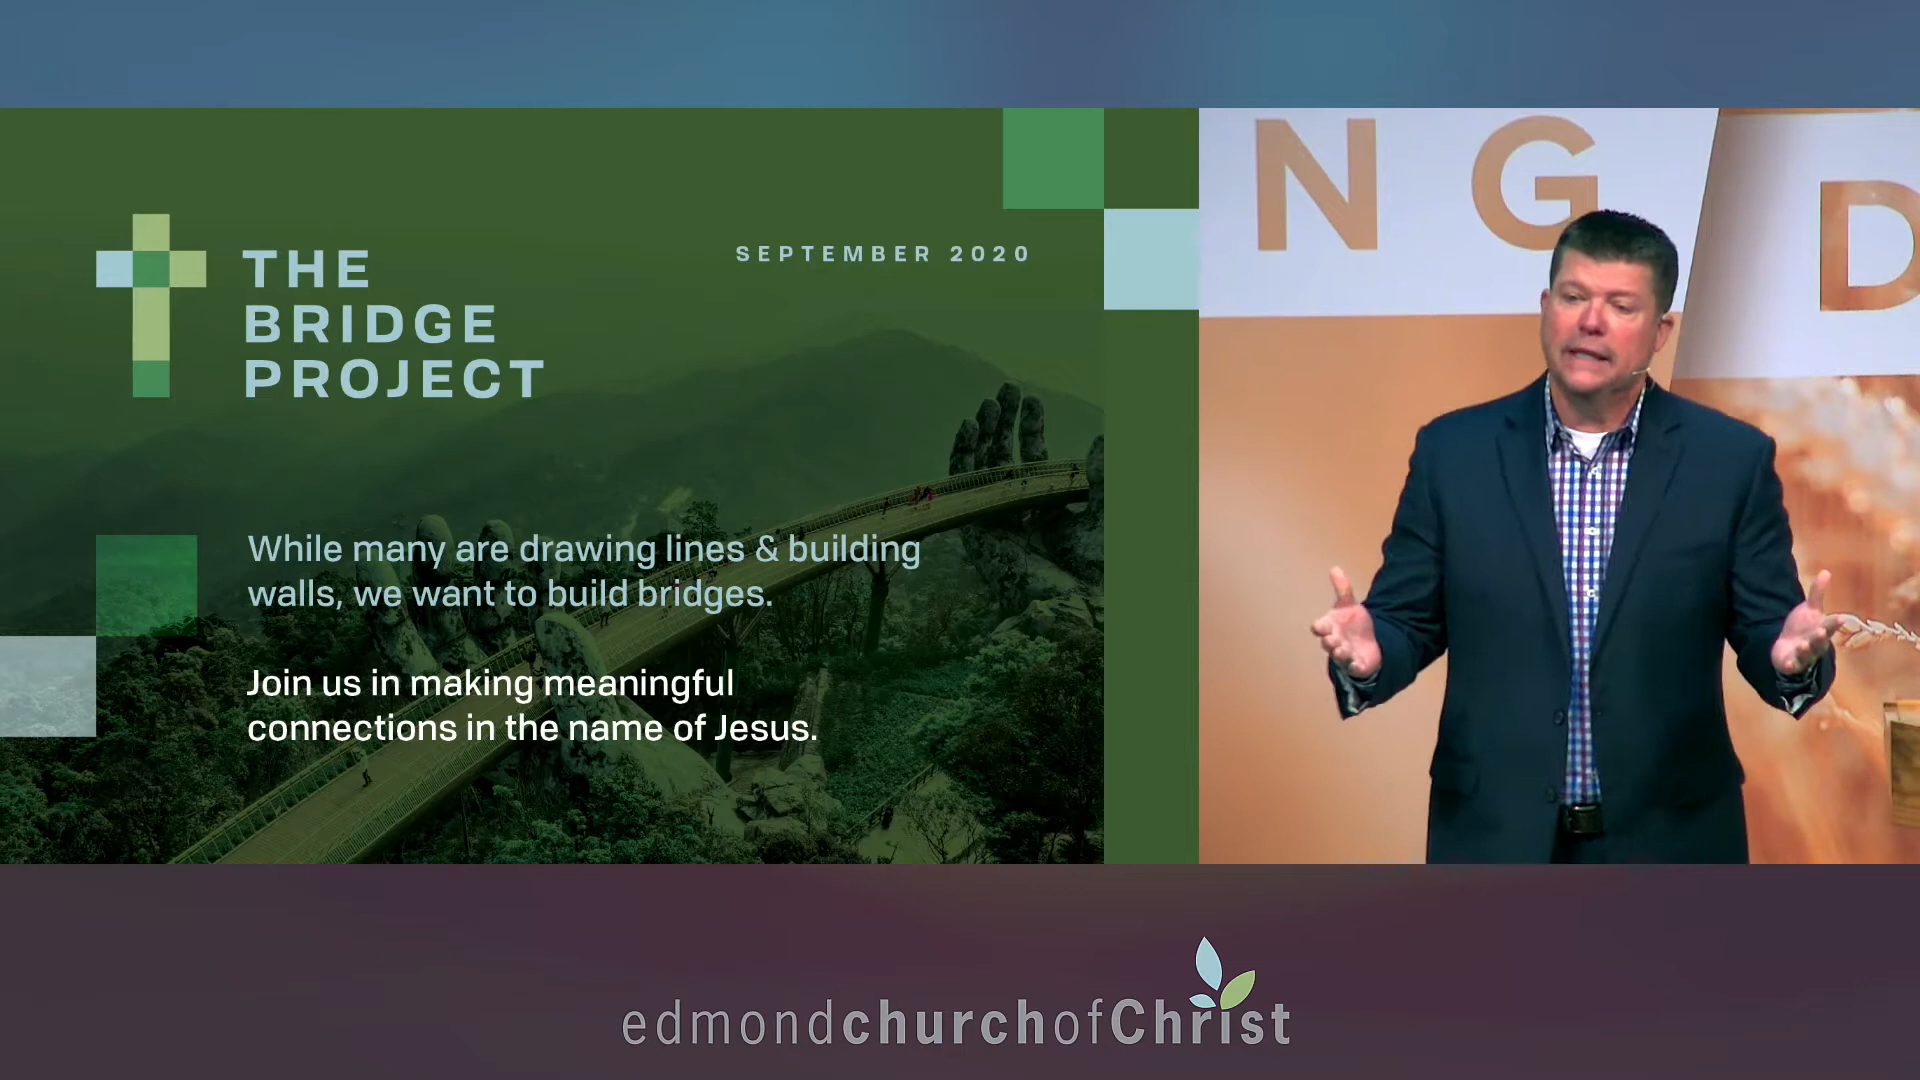 THE
BRIDGE
PROJECT
SEPTEMBER 2020
While many are drawing lines & building
walls, we want to build bridges.
Join us in making meaningful
connections in the name of Jesus.
N G
D
edmondchurchofChrist